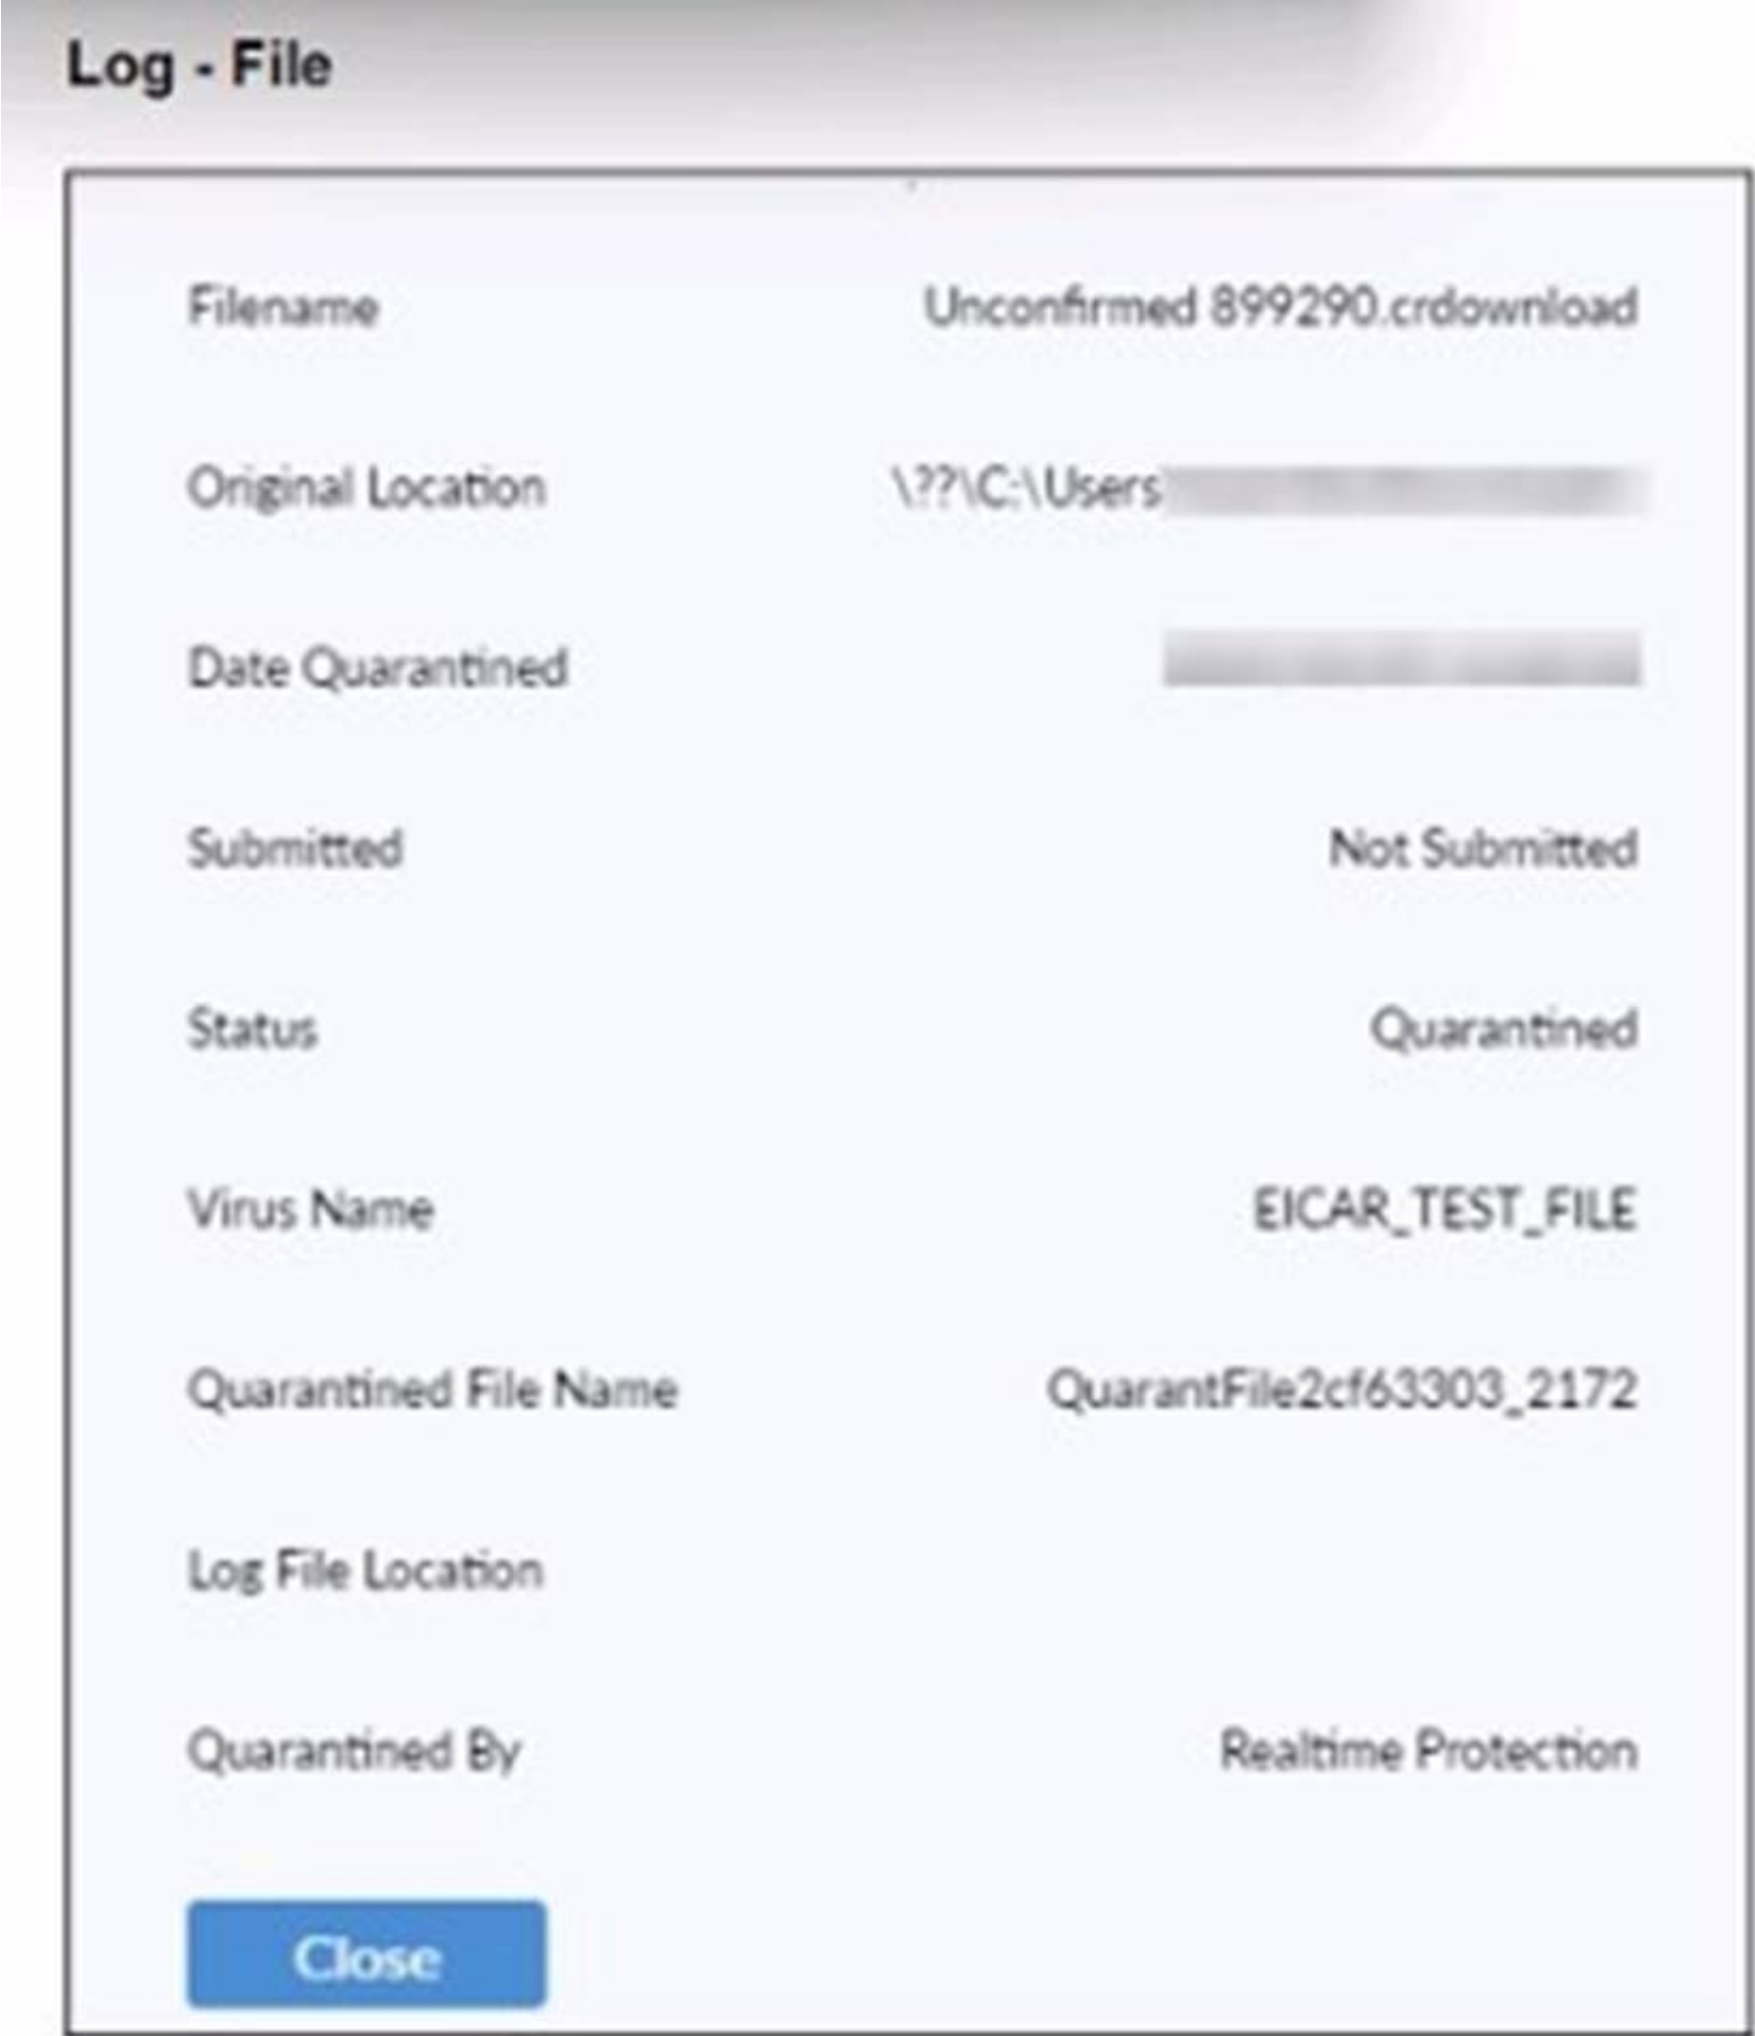 Log - File
Filename Unconfirmed 899290.crdownload
Original Location \??\C:\Users
Date Quarantined
Submitted Not Submitted
Status Quarantined
Virus Name EICAR_TEST_FILE
Quarantined File Name QuarantFile2cf63303_2172
Log File Location
Quarantined By Realtime Protection
Close